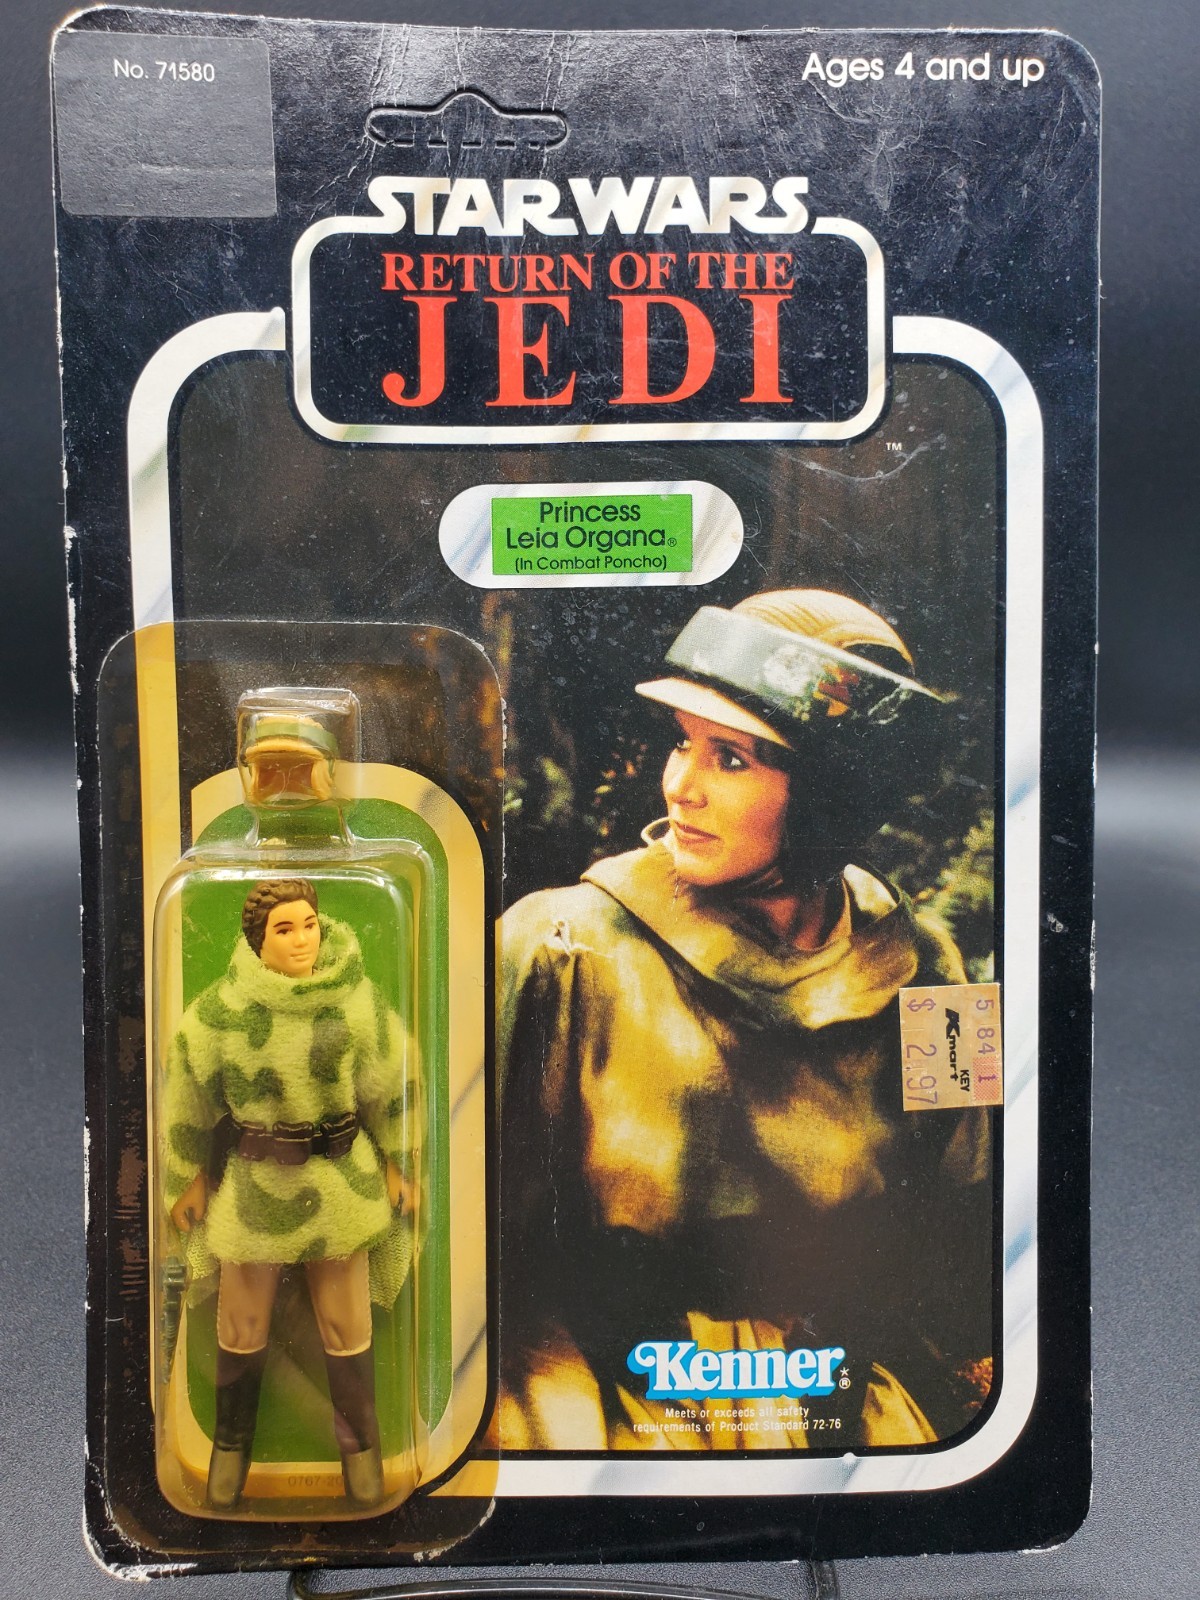 No. 71580
Ages 4 and up
STAR WARS
RETURN OF THE
JEDI
TM
Princess
Leia Organa®
(In Combat Poncho)
5 84 1
KEY
Kmart
$ 2.97
Kenner*®
Meets or exceeds all safety
requirements of Product Standard 72-76